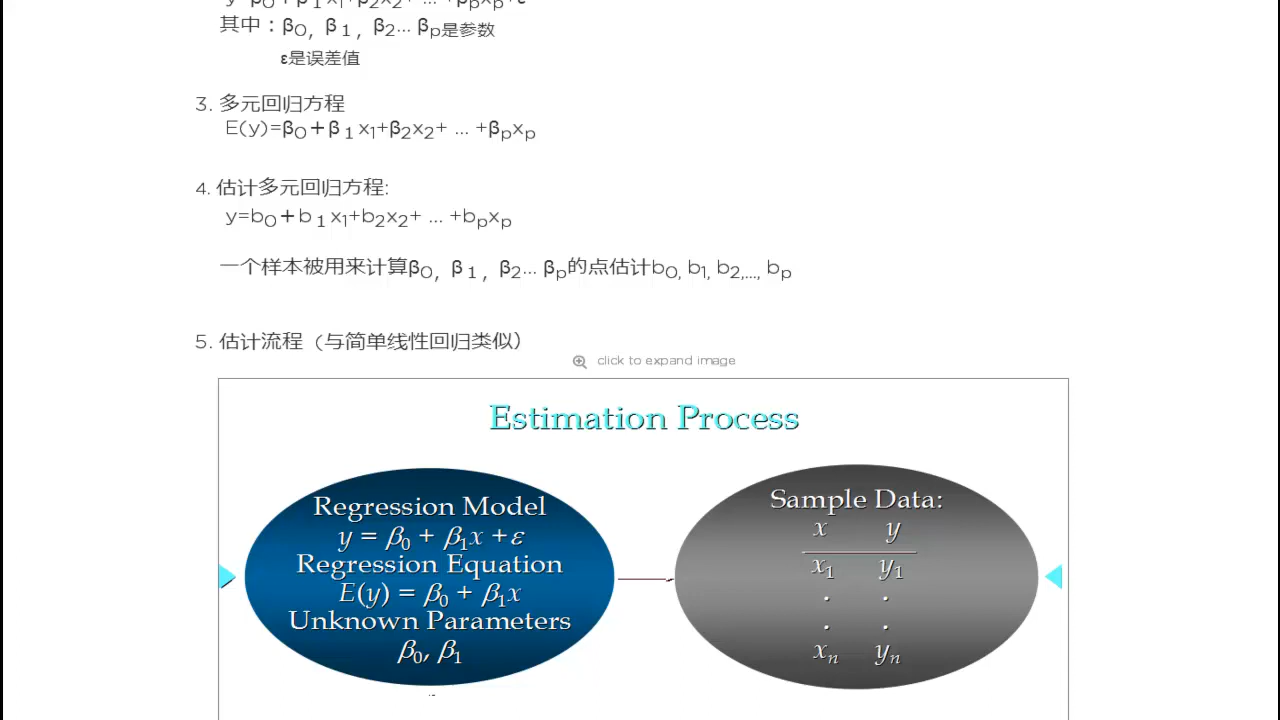 y=β₀+β₁x₁+β₂x₂+ ... +βₚxₚ+ε
其中：β₀，β₁，β₂... βₚ是参数
ε是误差值
3. 多元回归方程
E(y)=β₀+β₁x₁+β₂x₂+ ... +βₚxₚ
4. 估计多元回归方程:
y=b₀+b₁x₁+b₂x₂+ ... +bₚxₚ
一个样本被用来计算β₀，β₁，β₂... βₚ的点估计b₀, b₁, b₂,..., bₚ
5. 估计流程（与简单线性回归类似）
click to expand image
Estimation Process
Regression Model
y = β₀ + β₁x + ε
Regression Equation
E(y) = β₀ + β₁x
Unknown Parameters
β₀, β₁
Sample Data:
x y
x₁ y₁
. .
. .
xₙ yₙ